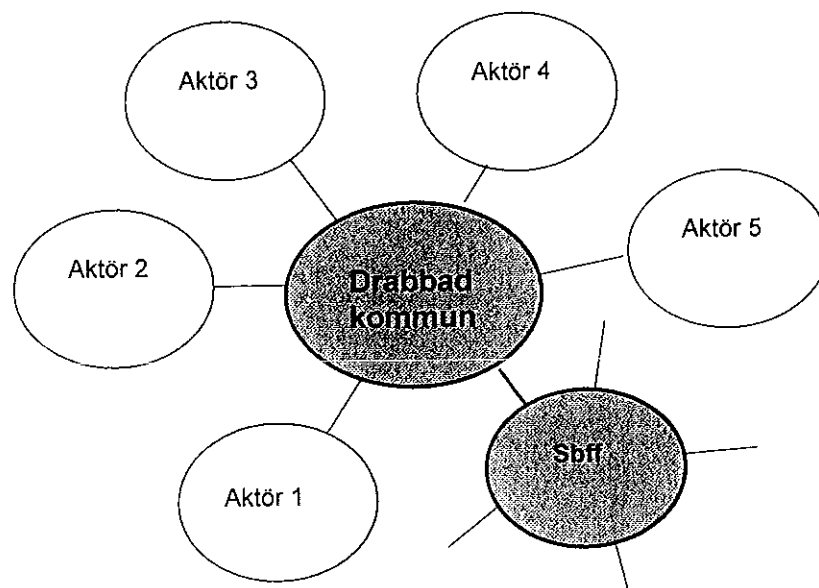 Aktör 3
Aktör 4
Aktör 2
Aktör 5
Drabbad
kommun
Sbff
Aktör 1